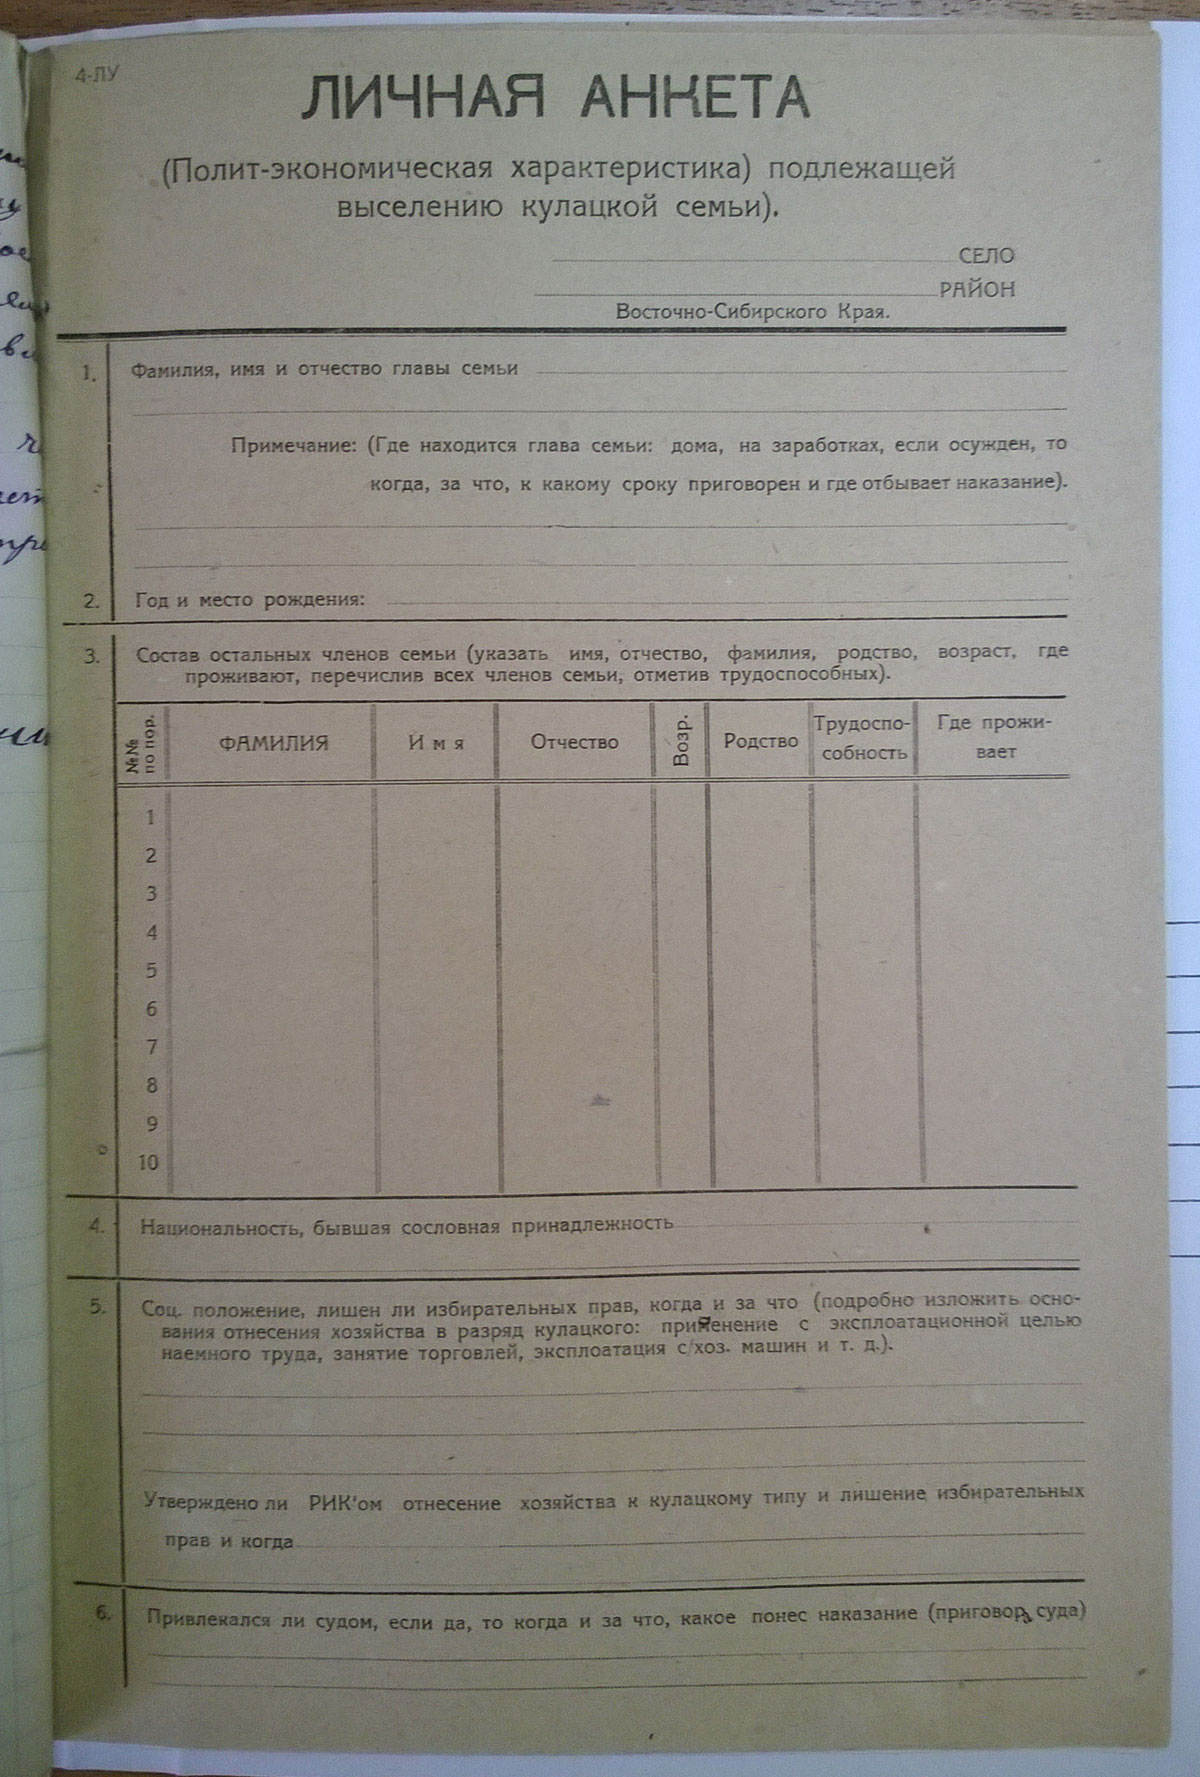 4-ЛУ
ЛИЧНАЯ АНКЕТА
(Полит-экономическая характеристика) подлежащей
выселению кулацкой семьи).
СЕЛО
РАЙОН
Восточно-Сибирского Края.
1. Фамилия, имя и отчество главы семьи
Примечание: (Где находится глава семьи: дома, на заработках, если осужден, то
когда, за что, к какому сроку приговорен и где отбывает наказание).
2. Год и место рождения:
3. Состав остальных членов семьи (указать имя, отчество, фамилия, родство, возраст, где
проживают, перечислив всех членов семьи, отметив трудоспособных).
№№ по пор. ФАМИЛИЯ Имя Отчество Возр. Родство Трудоспо-собность Где прожи-вает
1
2
3
4
5
6
7
8
9
10
4. Национальность, бывшая сословная принадлежность
5. Соц. положение, лишен ли избирательных прав, когда и за что (подробно изложить осно-
вания отнесения хозяйства в разряд кулацкого: применение с эксплоатационной целью
наемного труда, занятие торговлей, эксплоатация с/хоз. машин и т. д.).
Утверждено ли РИК'ом отнесение хозяйства к кулацкому типу и лишение избирательных
прав и когда
6. Привлекался ли судом, если да, то когда и за что, какое понес наказание (приговор суда)